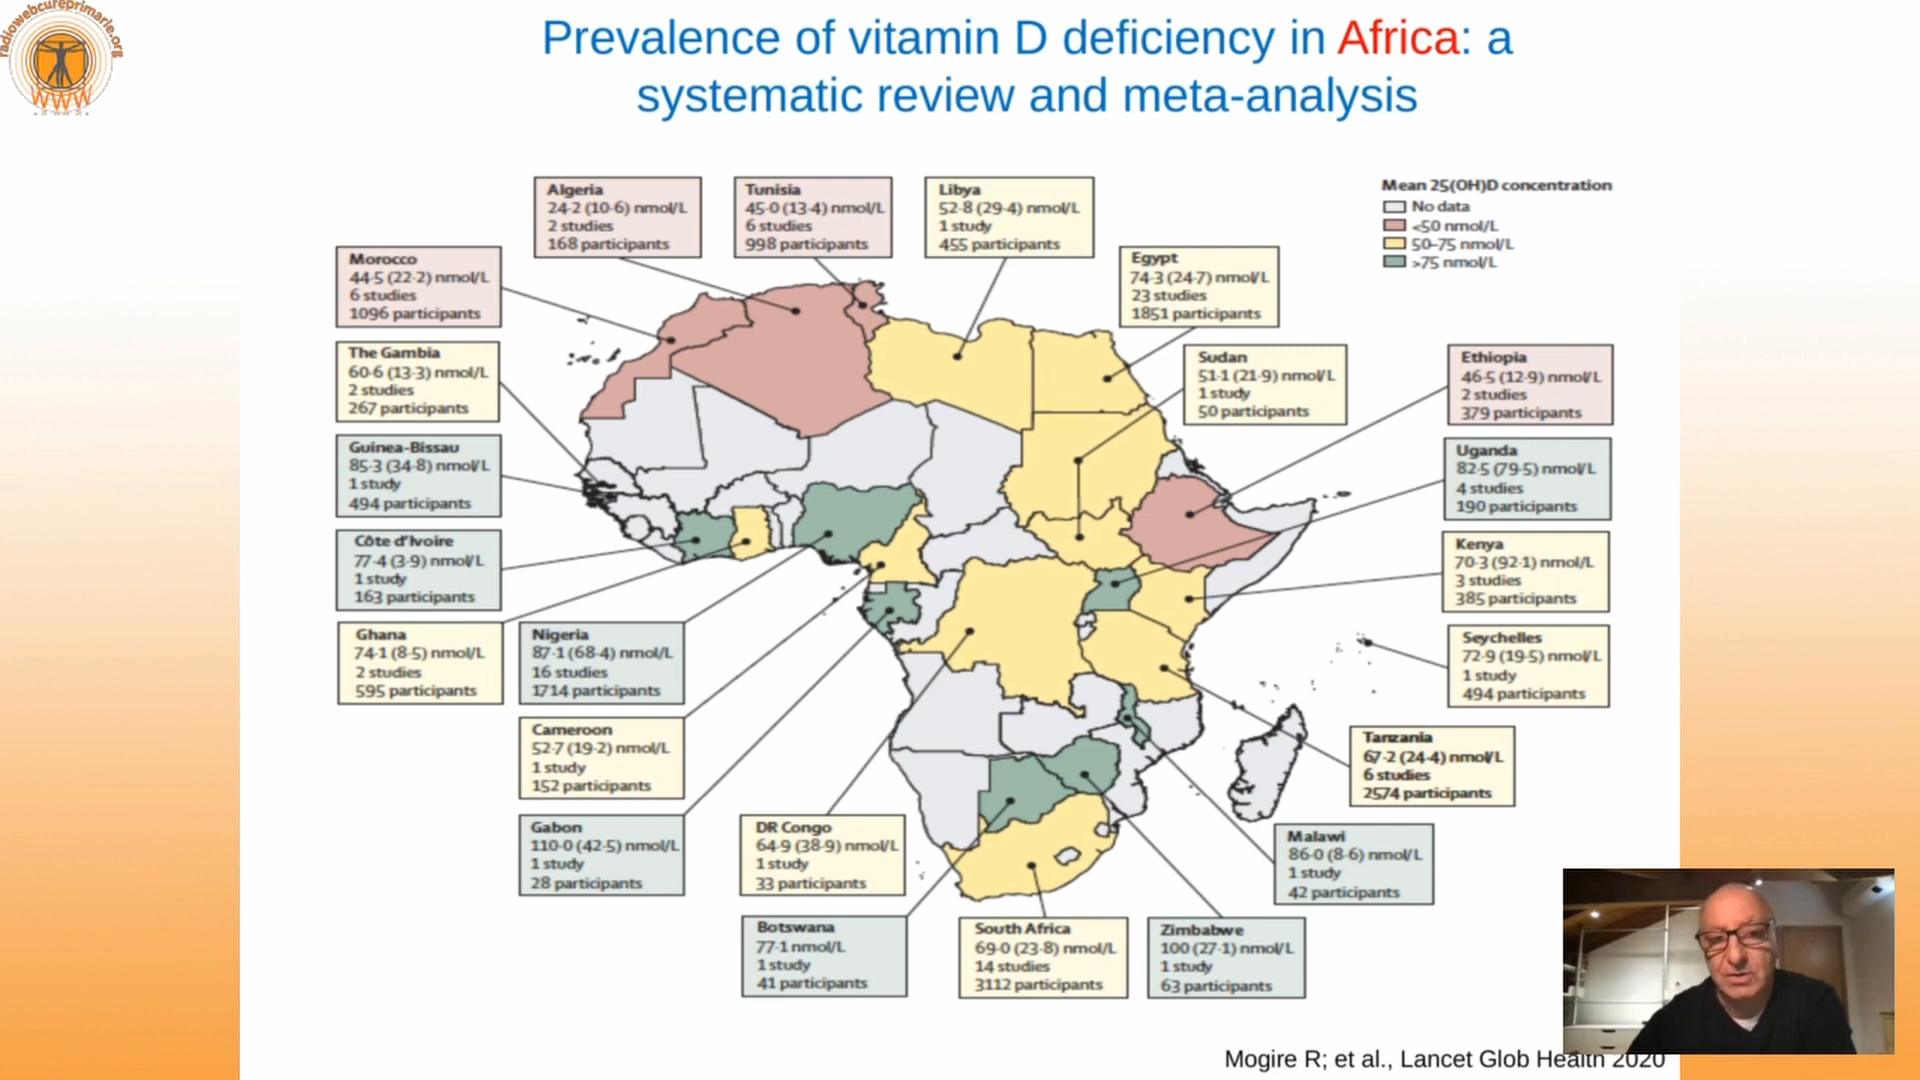 radiowebcureprimarie.org
WWW
Prevalence of vitamin D deficiency in Africa: a
systematic review and meta-analysis
Algeria
24·2 (10·6) nmol/L
2 studies
168 participants
Tunisia
45·0 (13·4) nmol/L
6 studies
998 participants
Libya
52·8 (29·4) nmol/L
1 study
455 participants
Mean 25(OH)D concentration
No data
<50 nmol/L
50–75 nmol/L
>75 nmol/L
Morocco
44·5 (22·2) nmol/L
6 studies
1096 participants
Egypt
74·3 (24·7) nmol/L
23 studies
1851 participants
The Gambia
60·6 (13·3) nmol/L
2 studies
267 participants
Sudan
51·1 (21·9) nmol/L
1 study
50 participants
Ethiopia
46·5 (12·9) nmol/L
2 studies
379 participants
Guinea-Bissau
85·3 (34·8) nmol/L
1 study
494 participants
Uganda
82·5 (79·5) nmol/L
4 studies
190 participants
Côte d'Ivoire
77·4 (3·9) nmol/L
1 study
163 participants
Kenya
70·3 (92·1) nmol/L
3 studies
385 participants
Ghana
74·1 (8·5) nmol/L
2 studies
595 participants
Nigeria
87·1 (68·4) nmol/L
16 studies
1714 participants
Seychelles
72·9 (19·5) nmol/L
1 study
494 participants
Cameroon
52·7 (19·2) nmol/L
1 study
152 participants
Tanzania
67·2 (24·4) nmol/L
6 studies
2574 participants
Gabon
110·0 (42·5) nmol/L
1 study
28 participants
DR Congo
64·9 (38·9) nmol/L
1 study
33 participants
Malawi
86·0 (8·6) nmol/L
1 study
42 participants
Botswana
77·1 nmol/L
1 study
41 participants
South Africa
69·0 (23·8) nmol/L
14 studies
3112 participants
Zimbabwe
100 (27·1) nmol/L
1 study
63 participants
Mogire R; et al., Lancet Glob Health 2020